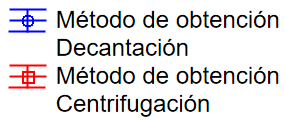 Método de obtención
Decantación
Método de obtención
Centrifugación